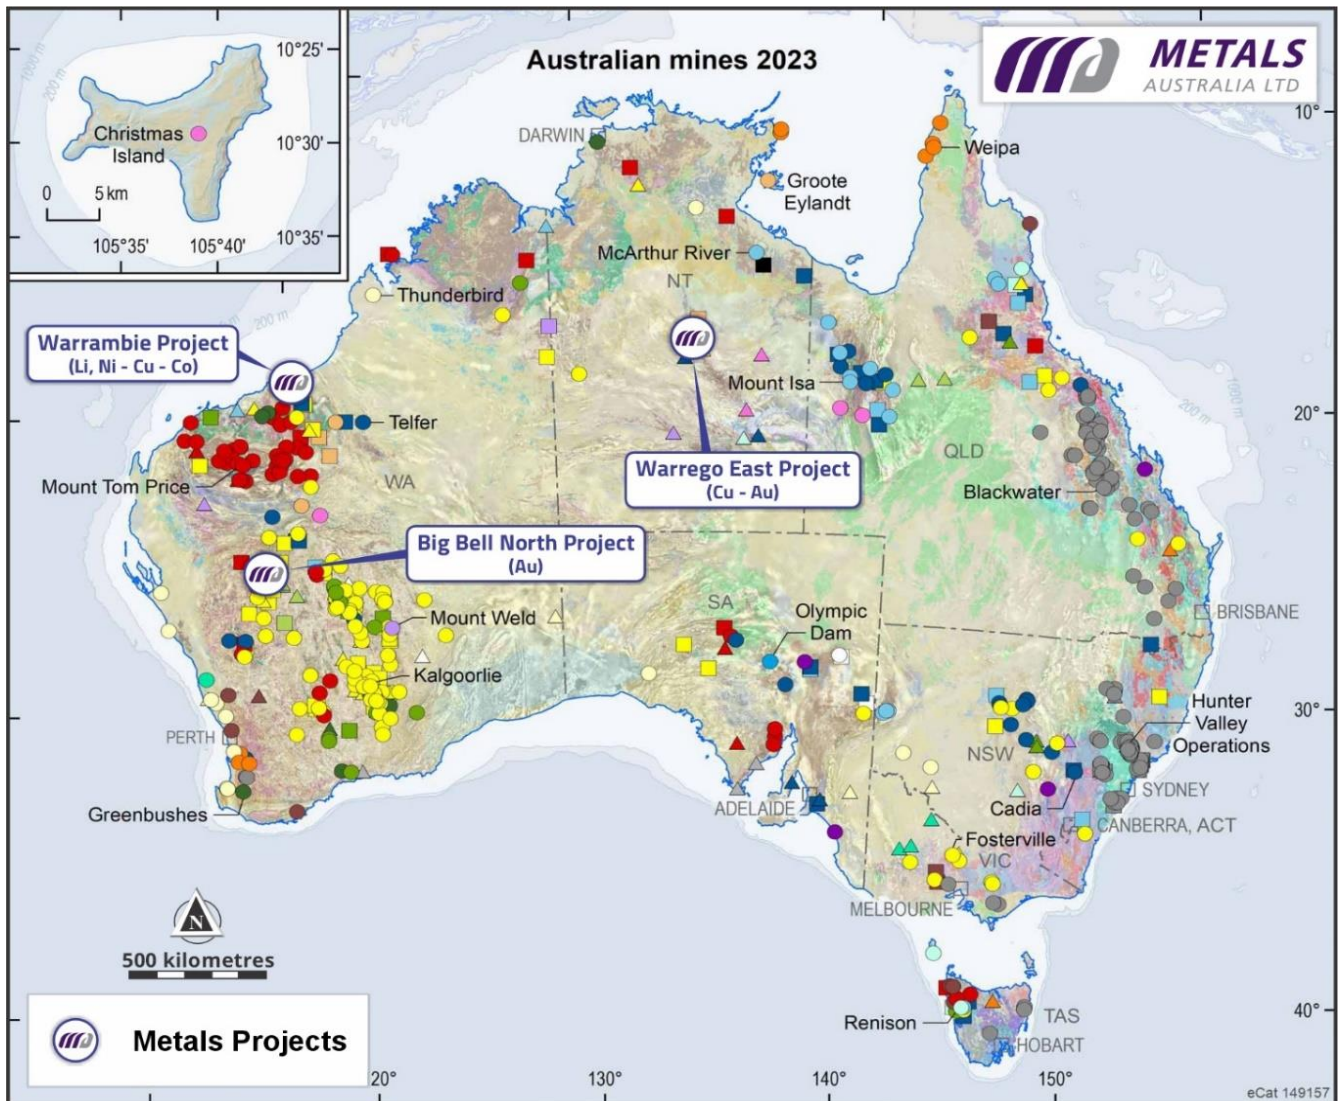 Australian mines 2023
METALS
AUSTRALIA LTD
10°25'
10°30'
10°35'
105°35'
105°40'
Christmas
Island
0
5 km
1000 m
200 m
10°
20°
30°
40°
DARWIN
Weipa
Groote
Eylandt
McArthur River
NT
Thunderbird
200 m
Warrambie Project
(Li, Ni - Cu - Co)
Mount Isa
Telfer
200 m
Warrego East Project
(Cu - Au)
QLD
Mount Tom Price
WA
Blackwater
Big Bell North Project
(Au)
SA
Olympic
Dam
BRISBANE
Mount Weld
Kalgoorlie
Hunter
Valley
Operations
PERTH
NSW
SYDNEY
ADELAIDE
Cadia
CANBERRA, ACT
Greenbushes
Fosterville
VIC
MELBOURNE
N
500 kilometres
Renison
TAS
HOBART
Metals Projects
20°
130°
140°
150°
eCat 149157